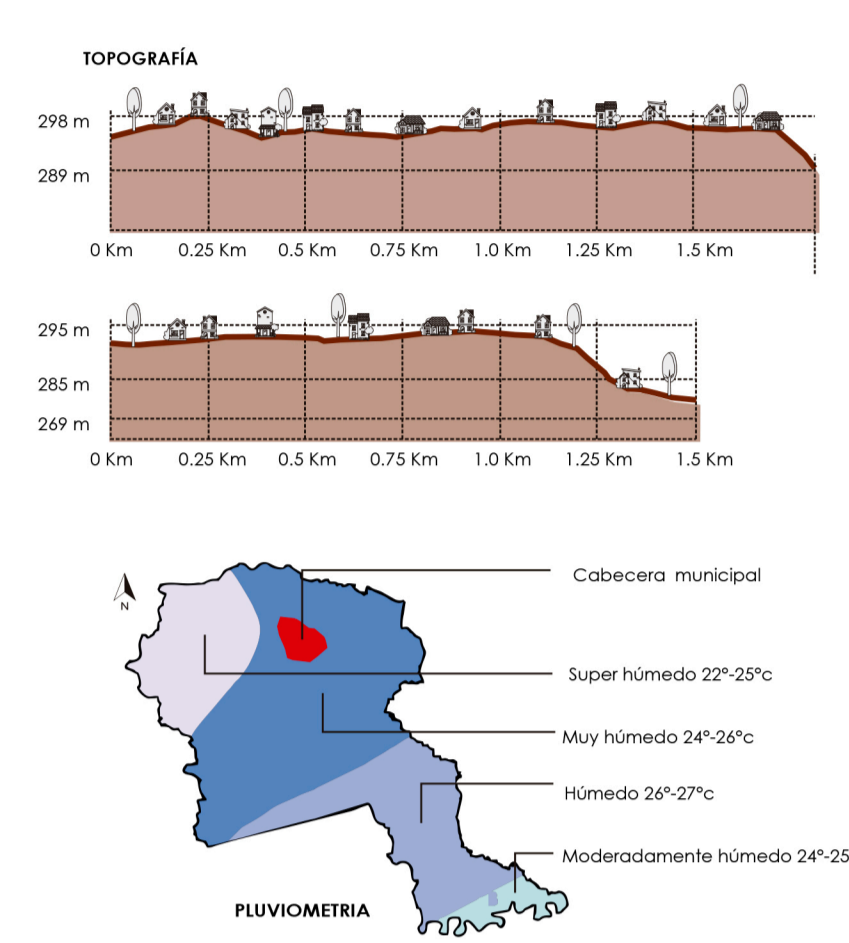 TOPOGRAFÍA
298 m
289 m
0 Km 0.25 Km 0.5 Km 0.75 Km 1.0 Km 1.25 Km 1.5 Km
295 m
285 m
269 m
0 Km 0.25 Km 0.5 Km 0.75 Km 1.0 Km 1.25 Km 1.5 Km
Cabecera municipal
N
Super húmedo 22°-25°c
Muy húmedo 24°-26°c
Húmedo 26°-27°c
Moderadamente húmedo 24°-25
PLUVIOMETRIA